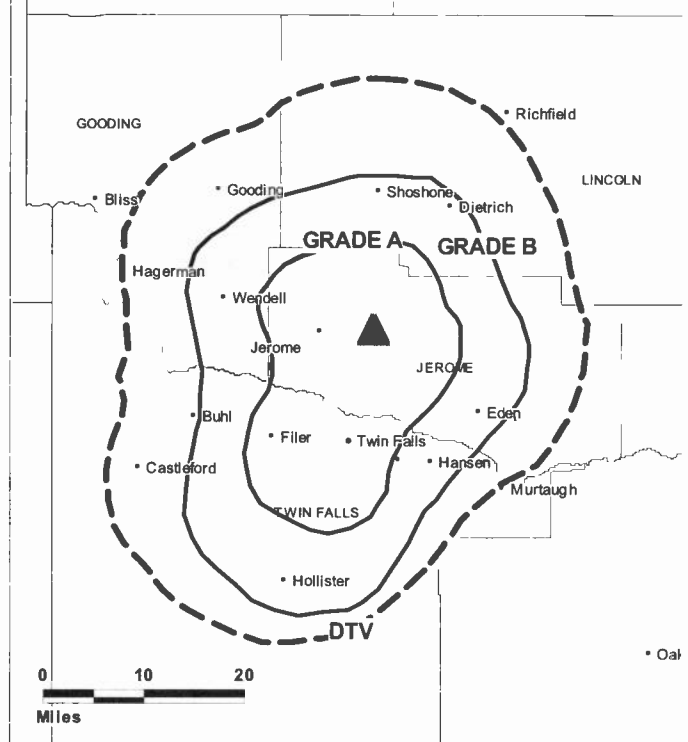 Richfield
GOODING
LINCOLN
Gooding
Shoshone
Bliss
Dietrich
GRADE A
GRADE B
Hagerman
Wendell
Jerome
JEROME
Buhl
Eden
Filer
Twin Falls
Castleford
Hansen
Murtaugh
TWIN FALLS
Hollister
DTV
Oak
0 10 20
Miles